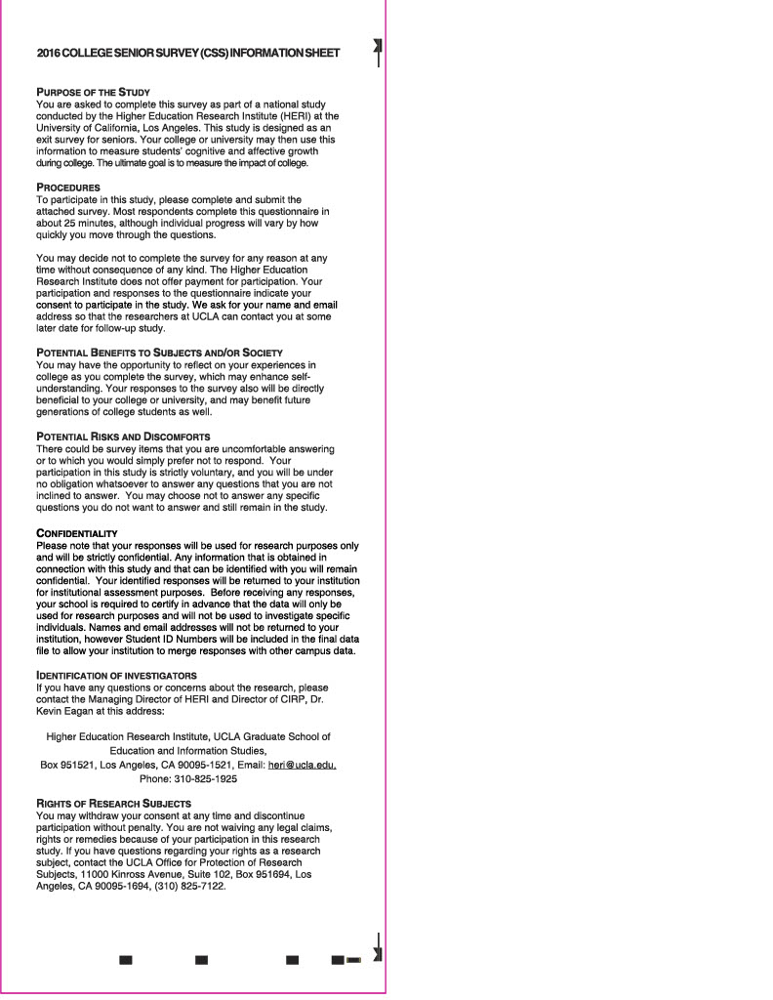 2016 COLLEGE SENIOR SURVEY (CSS) INFORMATION SHEET
PURPOSE OF THE STUDY
You are asked to complete this survey as part of a national study
conducted by the Higher Education Research Institute (HERI) at the
University of California, Los Angeles. This study is designed as an
exit survey for seniors. Your college or university may then use this
information to measure students' cognitive and affective growth
during college. The ultimate goal is to measure the impact of college.
PROCEDURES
To participate in this study, please complete and submit the
attached survey. Most respondents complete this questionnaire in
about 25 minutes, although individual progress will vary by how
quickly you move through the questions.
You may decide not to complete the survey for any reason at any
time without consequence of any kind. The Higher Education
Research Institute does not offer payment for participation. Your
participation and responses to the questionnaire indicate your
consent to participate in the study. We ask for your name and email
address so that the researchers at UCLA can contact you at some
later date for follow-up study.
POTENTIAL BENEFITS TO SUBJECTS AND/OR SOCIETY
You may have the opportunity to reflect on your experiences in
college as you complete the survey, which may enhance self-
understanding. Your responses to the survey also will be directly
beneficial to your college or university, and may benefit future
generations of college students as well.
POTENTIAL RISKS AND DISCOMFORTS
There could be survey items that you are uncomfortable answering
or to which you would simply prefer not to respond. Your
participation in this study is strictly voluntary, and you will be under
no obligation whatsoever to answer any questions that you are not
inclined to answer. You may choose not to answer any specific
questions you do not want to answer and still remain in the study.
CONFIDENTIALITY
Please note that your responses will be used for research purposes only
and will be strictly confidential. Any information that is obtained in
connection with this study and that can be identified with you will remain
confidential. Your identified responses will be returned to your institution
for institutional assessment purposes. Before receiving any responses,
your school is required to certify in advance that the data will only be
used for research purposes and will not be used to investigate specific
individuals. Names and email addresses will not be returned to your
institution, however Student ID Numbers will be included in the final data
file to allow your institution to merge responses with other campus data.
IDENTIFICATION OF INVESTIGATORS
If you have any questions or concerns about the research, please
contact the Managing Director of HERI and Director of CIRP, Dr.
Kevin Eagan at this address:
Higher Education Research Institute, UCLA Graduate School of
Education and Information Studies,
Box 951521, Los Angeles, CA 90095-1521, Email: heri@ucla.edu,
Phone: 310-825-1925
RIGHTS OF RESEARCH SUBJECTS
You may withdraw your consent at any time and discontinue
participation without penalty. You are not waiving any legal claims,
rights or remedies because of your participation in this research
study. If you have questions regarding your rights as a research
subject, contact the UCLA Office for Protection of Research
Subjects, 11000 Kinross Avenue, Suite 102, Box 951694, Los
Angeles, CA 90095-1694, (310) 825-7122.